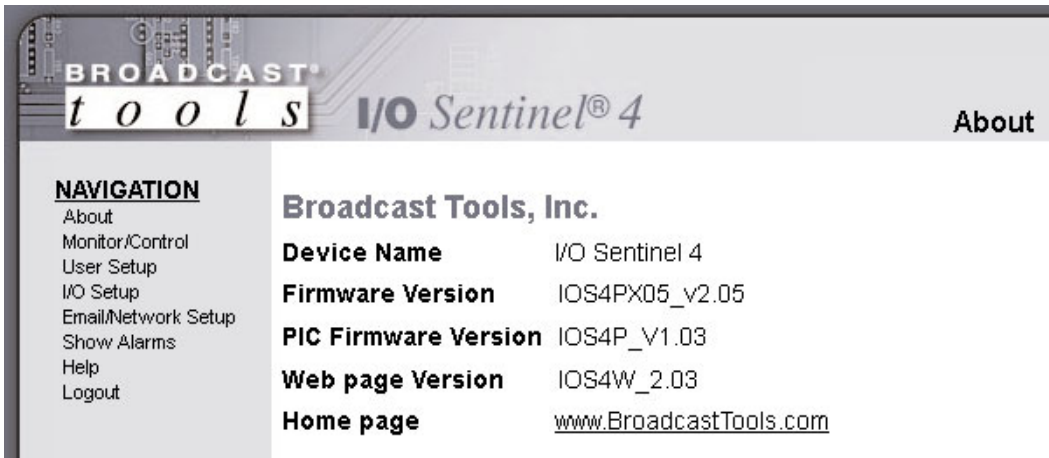 BROADCAST®
tools
I/O Sentinel® 4
About
NAVIGATION
About
Monitor/Control
User Setup
I/O Setup
Email/Network Setup
Show Alarms
Help
Logout
Broadcast Tools, Inc.
Device Name I/O Sentinel 4
Firmware Version IOS4PX05_v2.05
PIC Firmware Version IOS4P_V1.03
Web page Version IOS4W_2.03
Home page www.BroadcastTools.com